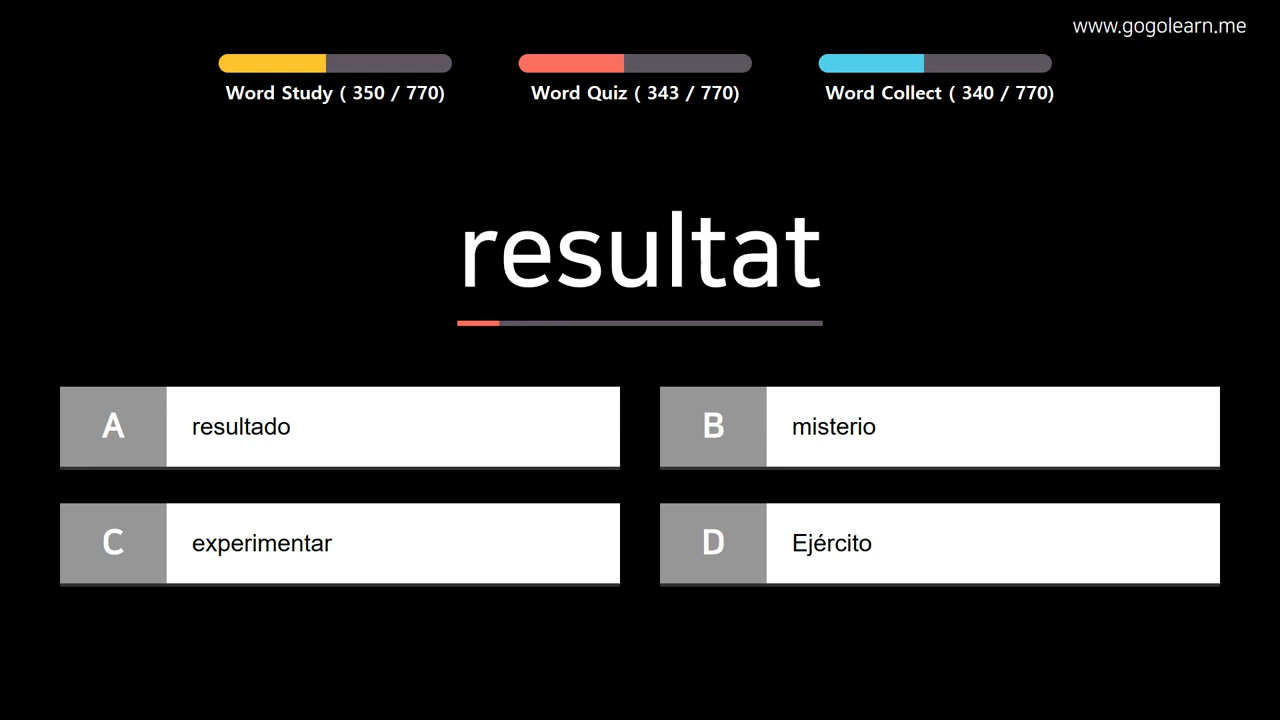 www.gogolearn.me
Word Study ( 350 / 770)
Word Quiz ( 343 / 770)
Word Collect ( 340 / 770)
resultat
A resultado
B misterio
C experimentar
D Ejército